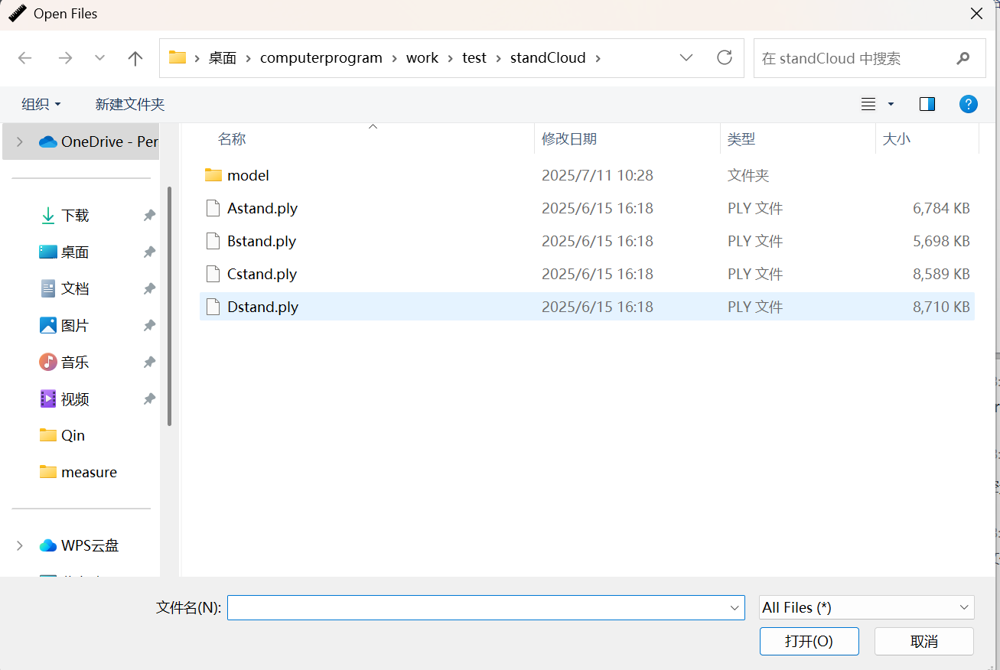 Open Files
桌面 computerprogram work test standCloud
在 standCloud 中搜索
组织 新建文件夹
OneDrive - Per
名称 修改日期 类型 大小
model 2025/7/11 10:28 文件夹
Astand.ply 2025/6/15 16:18 PLY 文件 6,784 KB
Bstand.ply 2025/6/15 16:18 PLY 文件 5,698 KB
Cstand.ply 2025/6/15 16:18 PLY 文件 8,589 KB
Dstand.ply 2025/6/15 16:18 PLY 文件 8,710 KB
下载
桌面
文档
图片
音乐
视频
Qin
measure
WPS云盘
文件名(N):
All Files (*)
打开(O) 取消